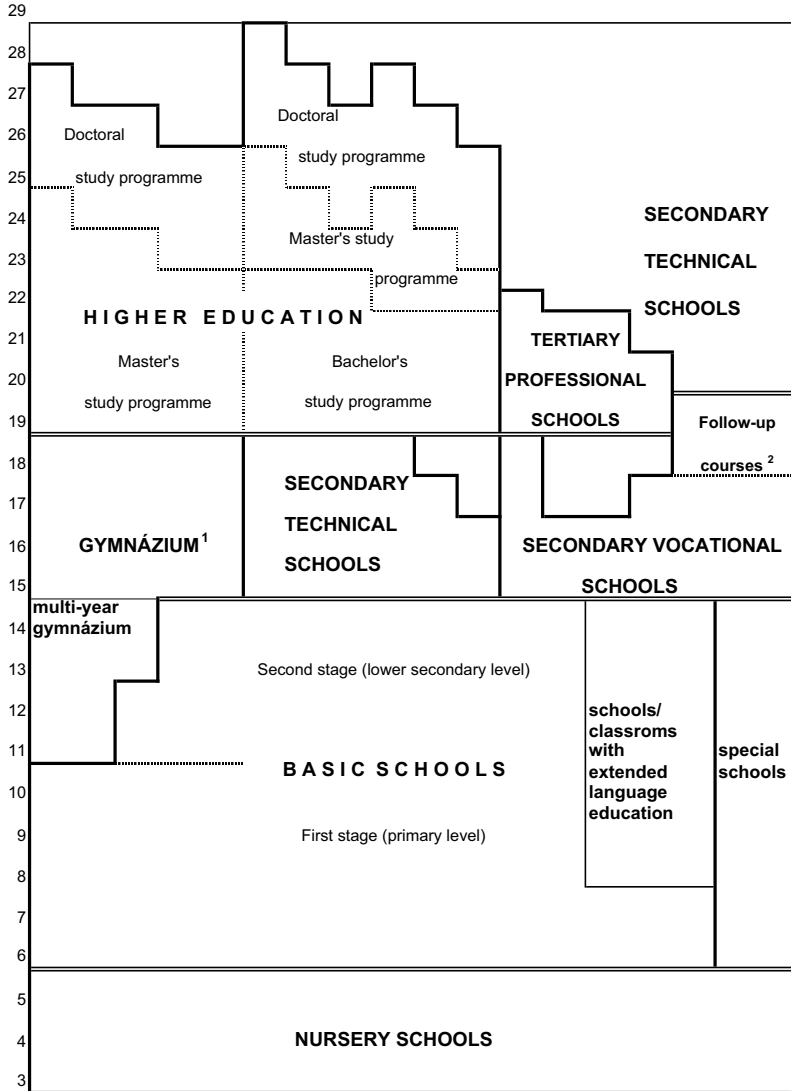 29
28
27
26
Doctoral
Doctoral
study programme
25
study programme
24
SECONDARY
Master's study
23
TECHNICAL
programme
22
SCHOOLS
HIGHER EDUCATION
21
TERTIARY
Master's
Bachelor's
20
PROFESSIONAL
study programme
study programme
19
SCHOOLS
Follow-up
18
courses 2
SECONDARY
17
TECHNICAL
16
GYMNÁZIUM1
SECONDARY VOCATIONAL
SCHOOLS
15
SCHOOLS
multi-year
14
gymnázium
13
Second stage (lower secondary level)
12
schools/
classroms
11
with
special
BASIC SCHOOLS
extended
schools
10
language
education
9
First stage (primary level)
8
7
6
5
4
NURSERY SCHOOLS
3